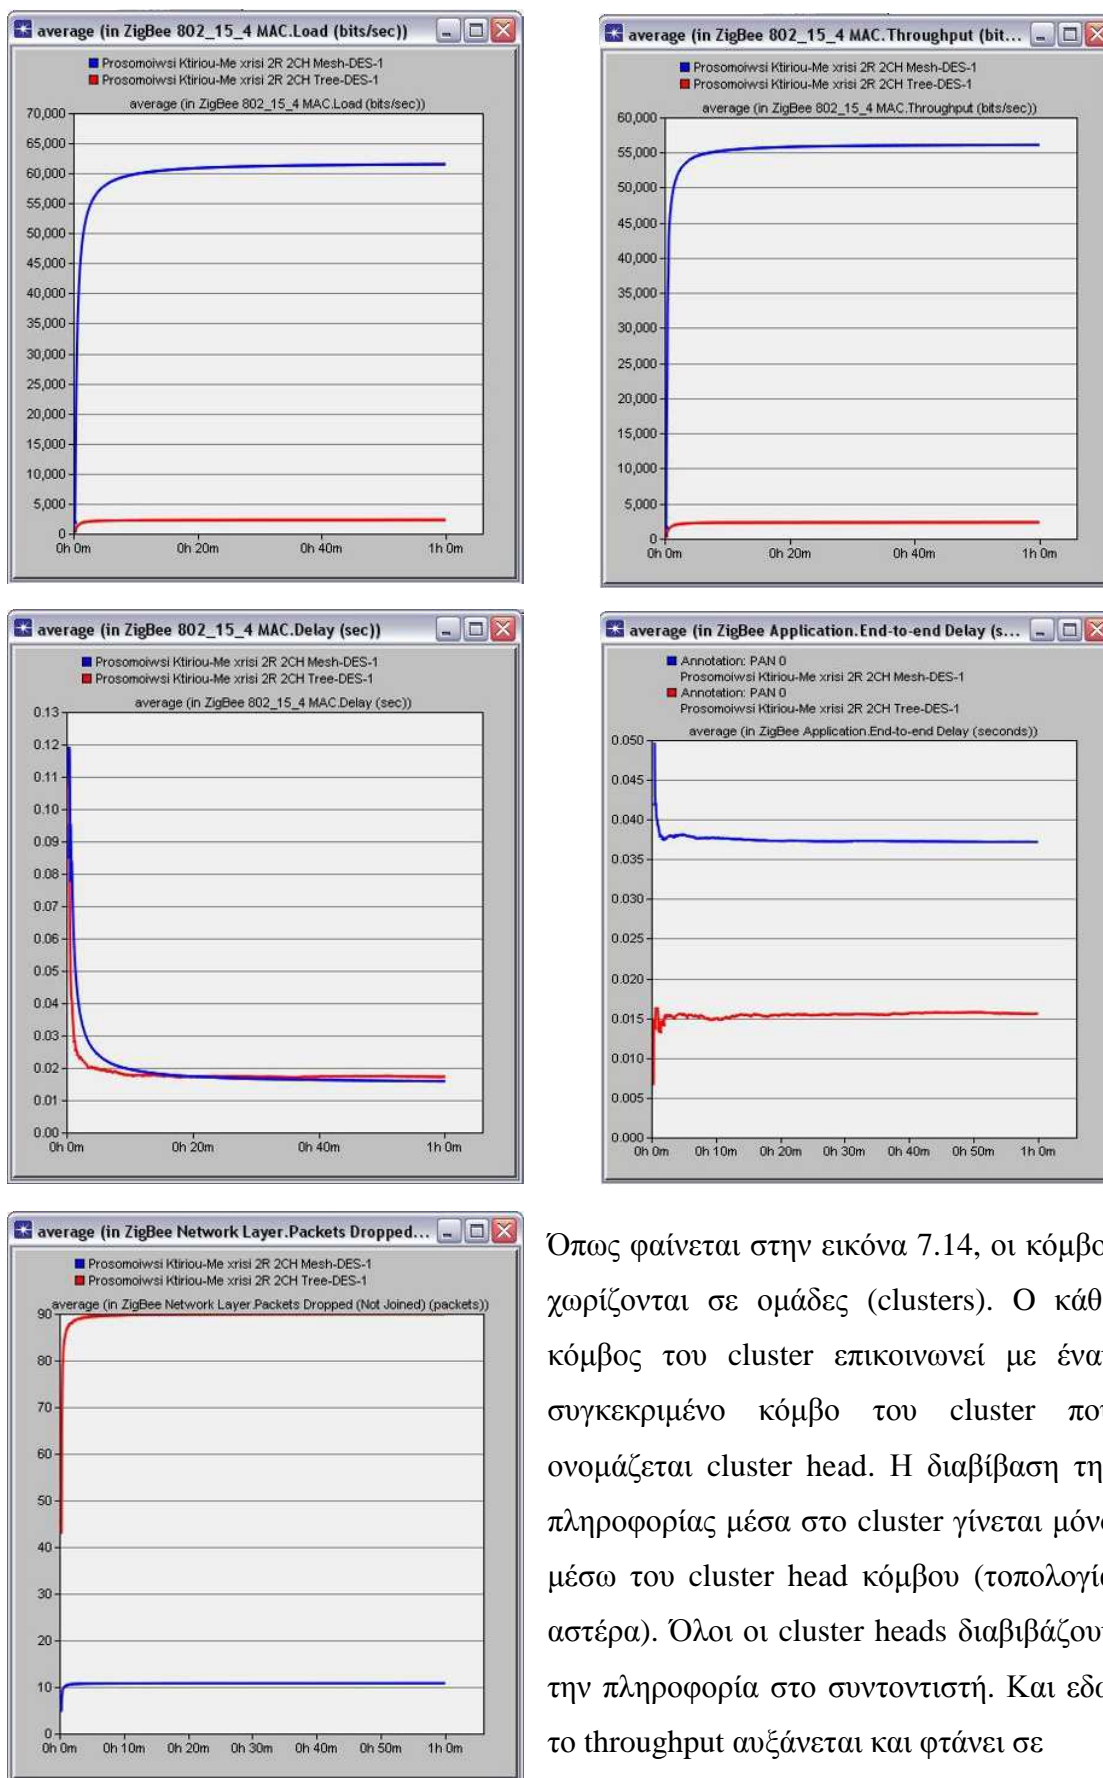 average (in ZigBee 802_15_4 MAC.Load (bits/sec))
Prosomoiwsi Ktiriou-Me xrisi 2R 2CH Mesh-DES-1
Prosomoiwsi Ktiriou-Me xrisi 2R 2CH Tree-DES-1
average (in ZigBee 802_15_4 MAC.Load (bits/sec))
70,000
65,000
60,000
55,000
50,000
45,000
40,000
35,000
30,000
25,000
20,000
15,000
10,000
5,000
0
0h 0m 0h 20m 0h 40m 1h 0m
average (in ZigBee 802_15_4 MAC.Throughput (bit...
Prosomoiwsi Ktiriou-Me xrisi 2R 2CH Mesh-DES-1
Prosomoiwsi Ktiriou-Me xrisi 2R 2CH Tree-DES-1
average (in ZigBee 802_15_4 MAC.Throughput (bits/sec))
60,000
55,000
50,000
45,000
40,000
35,000
30,000
25,000
20,000
15,000
10,000
5,000
0
0h 0m 0h 20m 0h 40m 1h 0m
average (in ZigBee 802_15_4 MAC.Delay (sec))
Prosomoiwsi Ktiriou-Me xrisi 2R 2CH Mesh-DES-1
Prosomoiwsi Ktiriou-Me xrisi 2R 2CH Tree-DES-1
average (in ZigBee 802_15_4 MAC.Delay (sec))
0.13
0.12
0.11
0.10
0.09
0.08
0.07
0.06
0.05
0.04
0.03
0.02
0.01
0.00
0h 0m 0h 20m 0h 40m 1h 0m
average (in ZigBee Application.End-to-end Delay (s...
Annotation: PAN 0
Prosomoiwsi Ktiriou-Me xrisi 2R 2CH Mesh-DES-1
Annotation: PAN 0
Prosomoiwsi Ktiriou-Me xrisi 2R 2CH Tree-DES-1
average (in ZigBee Application.End-to-end Delay (seconds))
0.050
0.045
0.040
0.035
0.030
0.025
0.020
0.015
0.010
0.005
0.000
0h 0m 0h 10m 0h 20m 0h 30m 0h 40m 0h 50m 1h 0m
average (in ZigBee Network Layer.Packets Dropped...
Prosomoiwsi Ktiriou-Me xrisi 2R 2CH Mesh-DES-1
Prosomoiwsi Ktiriou-Me xrisi 2R 2CH Tree-DES-1
average (in ZigBee Network Layer.Packets Dropped (Not Joined) (packets))
90
80
70
60
50
40
30
20
10
0
0h 0m 0h 10m 0h 20m 0h 30m 0h 40m 0h 50m 1h 0m
Όπως φαίνεται στην εικόνα 7.14, οι κόμβο
χωρίζονται σε ομάδες (clusters). Ο κάθ
κόμβος του cluster επικοινωνεί με ένα
συγκεκριμένο κόμβο του cluster πο
ονομάζεται cluster head. Η διαβίβαση τη
πληροφορίας μέσα στο cluster γίνεται μόνο
μέσω του cluster head κόμβου (τοπολογία
αστέρα). Όλοι οι cluster heads διαβιβάζουν
την πληροφορία στο συντοντιστή. Και εδώ
το throughput αυξάνεται και φτάνει σε